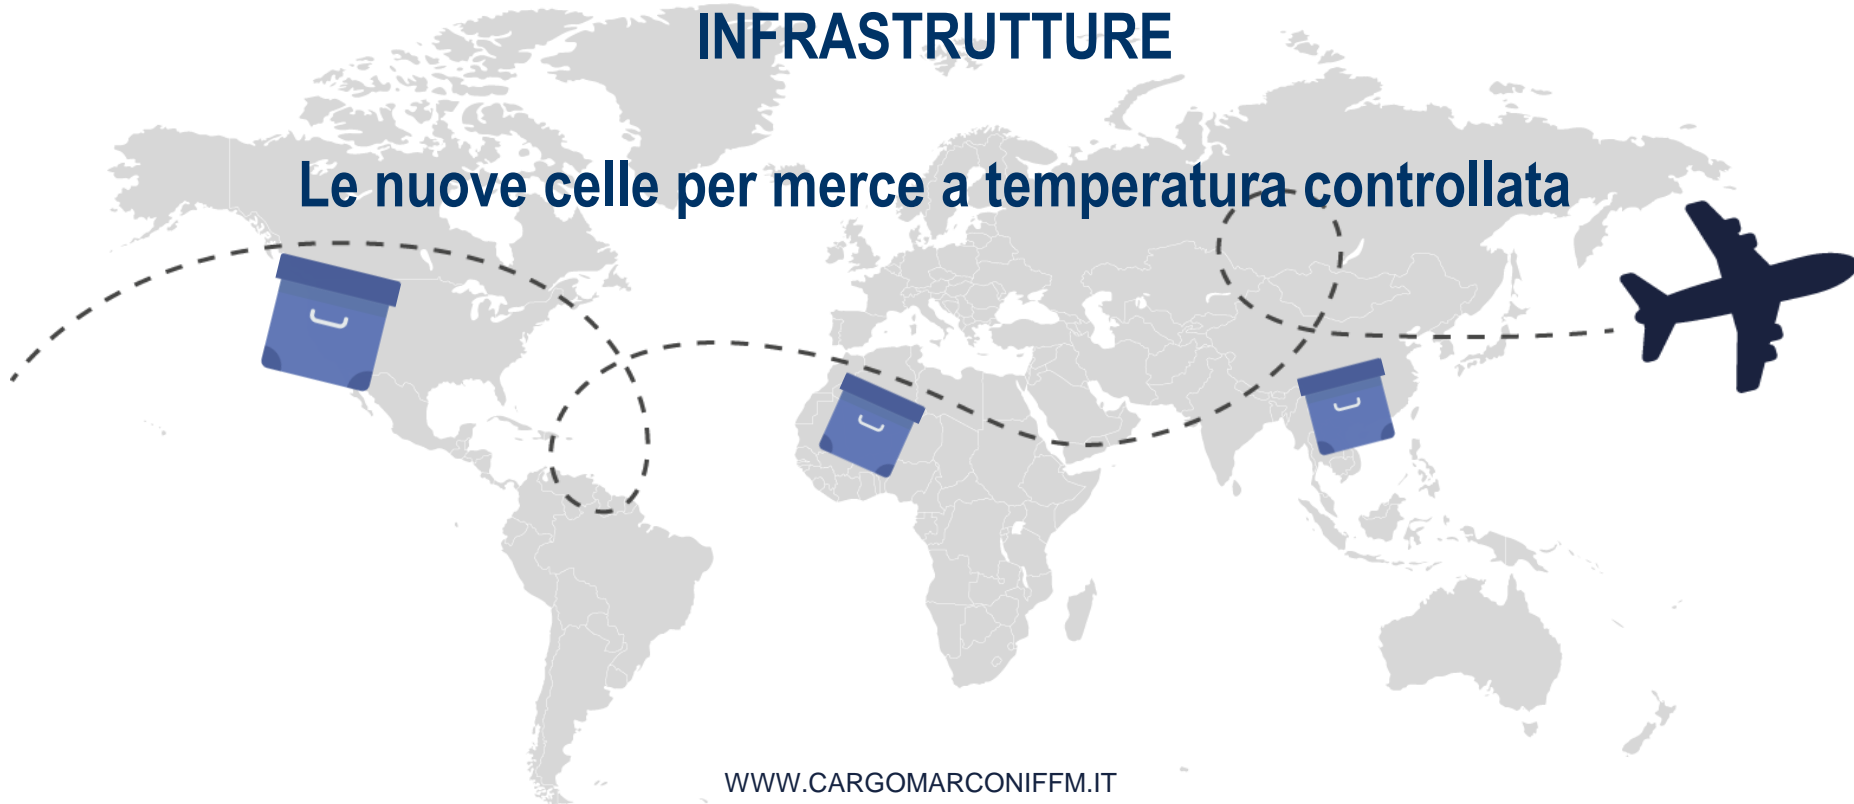 INFRASTRUTTURE
Le nuove celle per merce a temperatura controllata
WWW.CARGOMARCONIFFM.IT